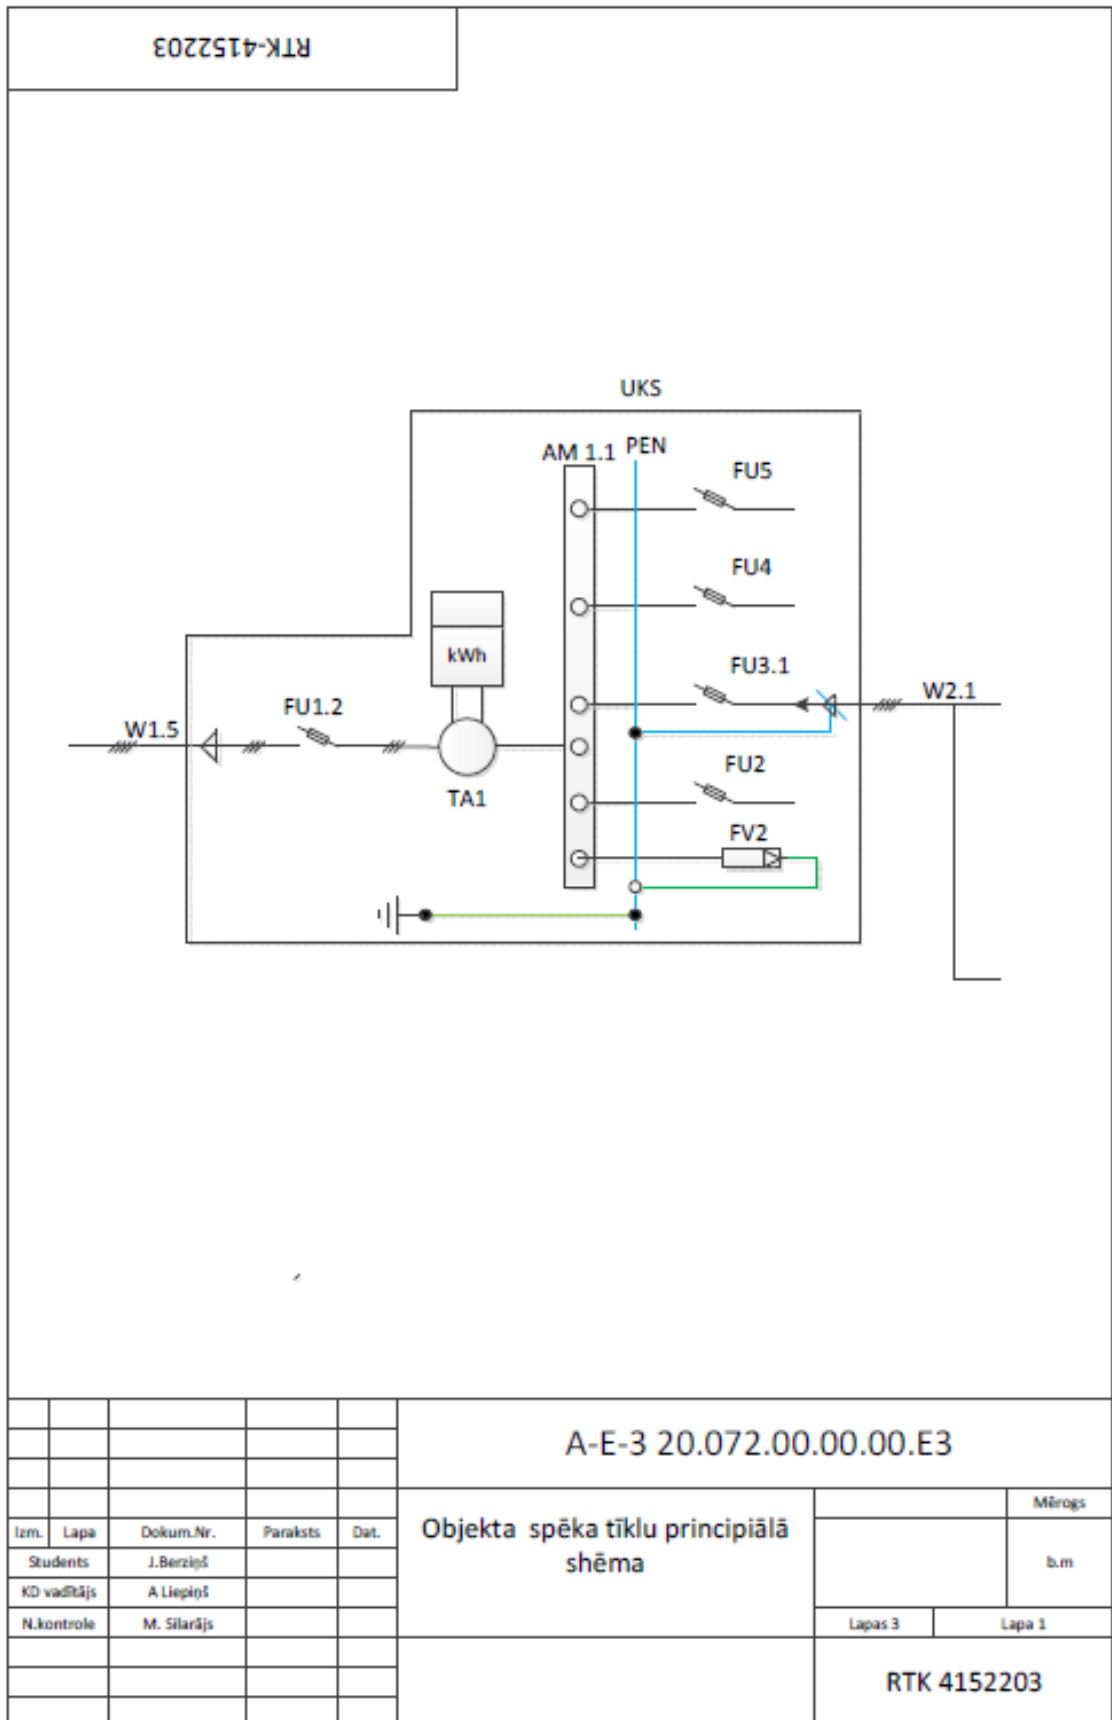 RTK-4152203
UKS
AM 1.1 PEN
FU5
FU4
kWh
FU3.1
W2.1
W1.5
FU1.2
TA1
FU2
FV2
A-E-3 20.072.00.00.00.E3
Izm. Lapa Dokum.Nr. Paraksts Dat.
Students J.Berziņš
KD vadītājs A Liepiņš
N.kontrole M. Silarājs
Objekta spēka tīklu principiālā
shēma
Mērogs
b.m
Lapas 3 Lapa 1
RTK 4152203